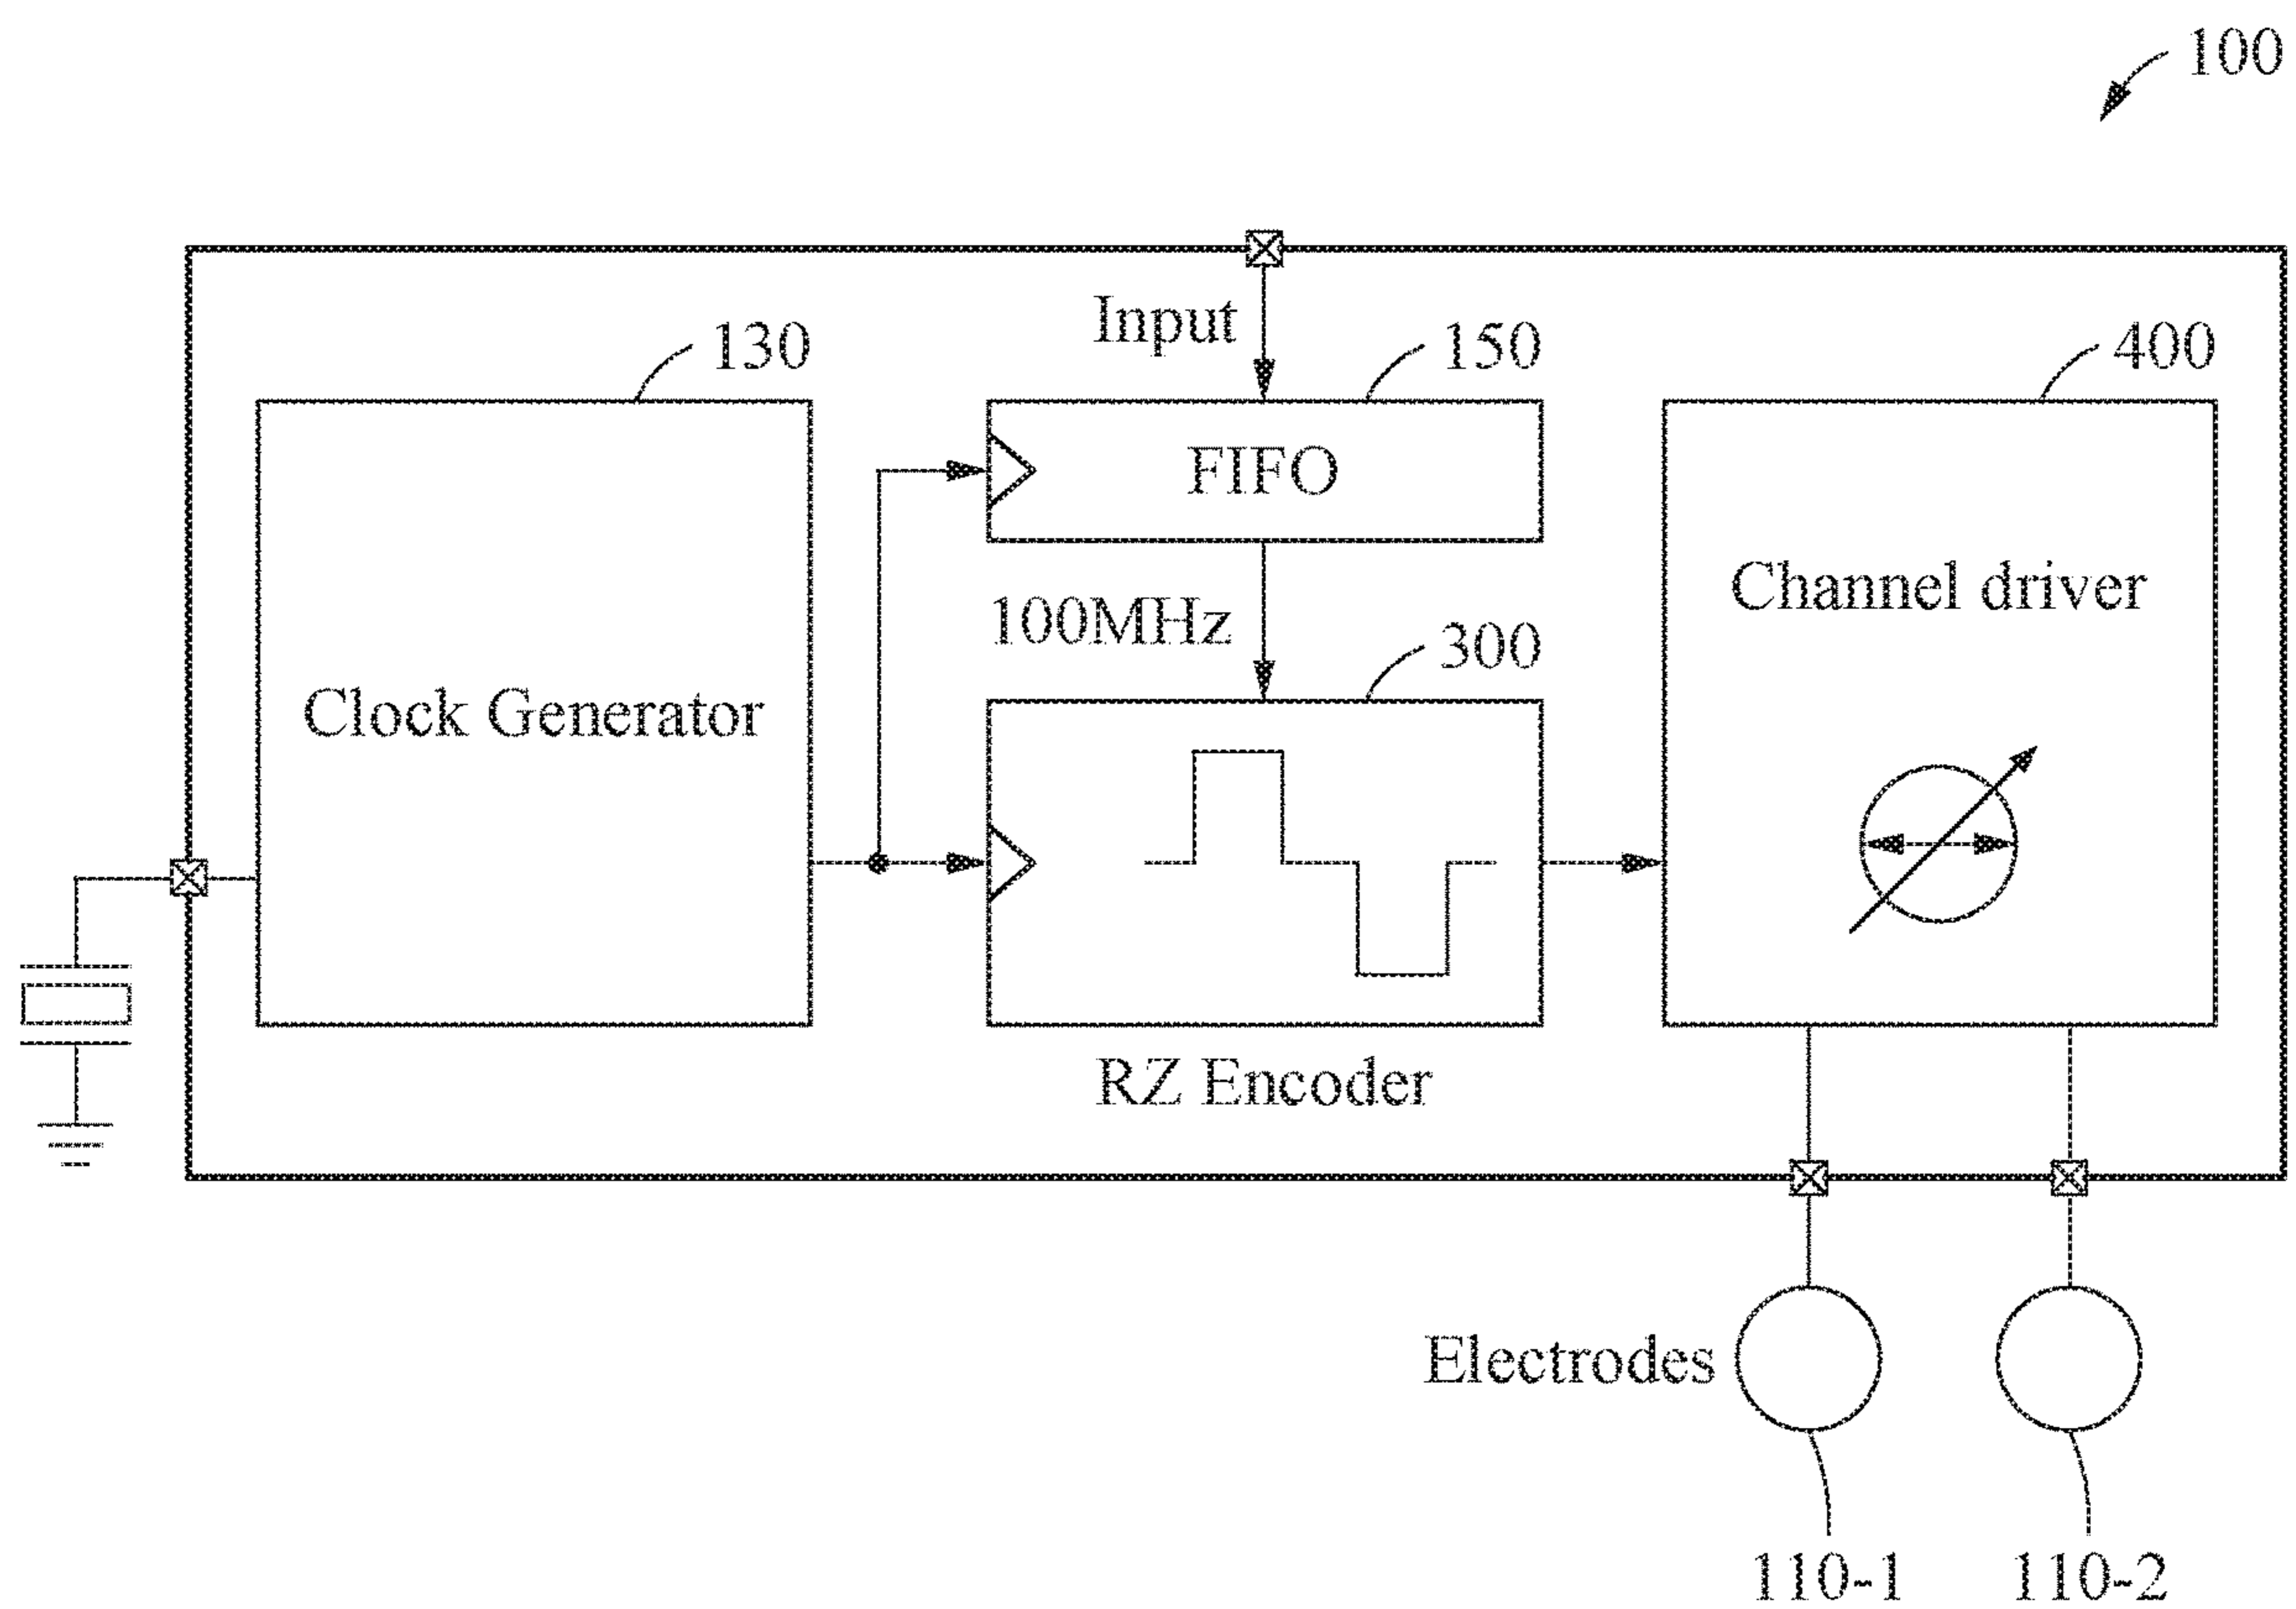 100
Input
130
150
400
FIFO
Channel driver
100MHz
300
Clock Generator
RZ Encoder
Electrodes
110-1
110-2